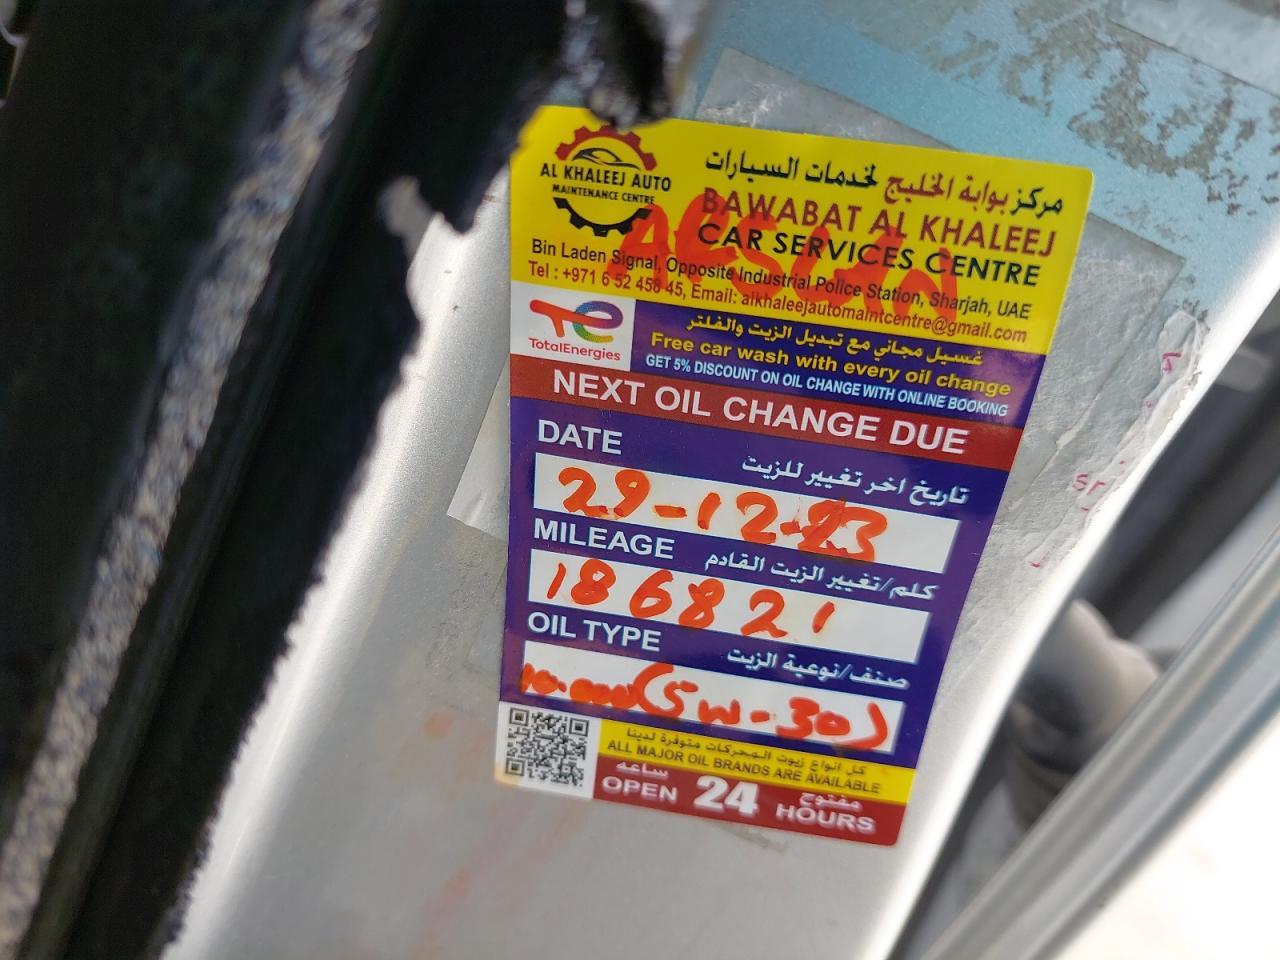 AL KHALEEJ AUTO
MAINTENANCE CENTRE
مركز بوابة الخليج لخدمات السيارات
BAWABAT AL KHALEEJ
CAR SERVICES CENTRE
ARSLAN
Bin Laden Signal, Opposite Industrial Police Station, Sharjah, UAE
Tel : +971 6 52 458 45, Email: alkhaleejautomaintcentre@gmail.com
TotalEnergies
غسيل مجاني مع تبديل الزيت والفلتر
Free car wash with every oil change
GET 5% DISCOUNT ON OIL CHANGE WITH ONLINE BOOKING
NEXT OIL CHANGE DUE
DATE
تاريخ اخر تغيير للزيت
29-12-23
MILEAGE
كلم/تغيير الزيت القادم
186821
OIL TYPE
صنف/نوعية الزيت
10.000 (5W-30)
كل انواع زيوت المحركات متوفرة لدينا
ALL MAJOR OIL BRANDS ARE AVAILABLE
مفتوح 24 ساعه
OPEN 24 HOURS